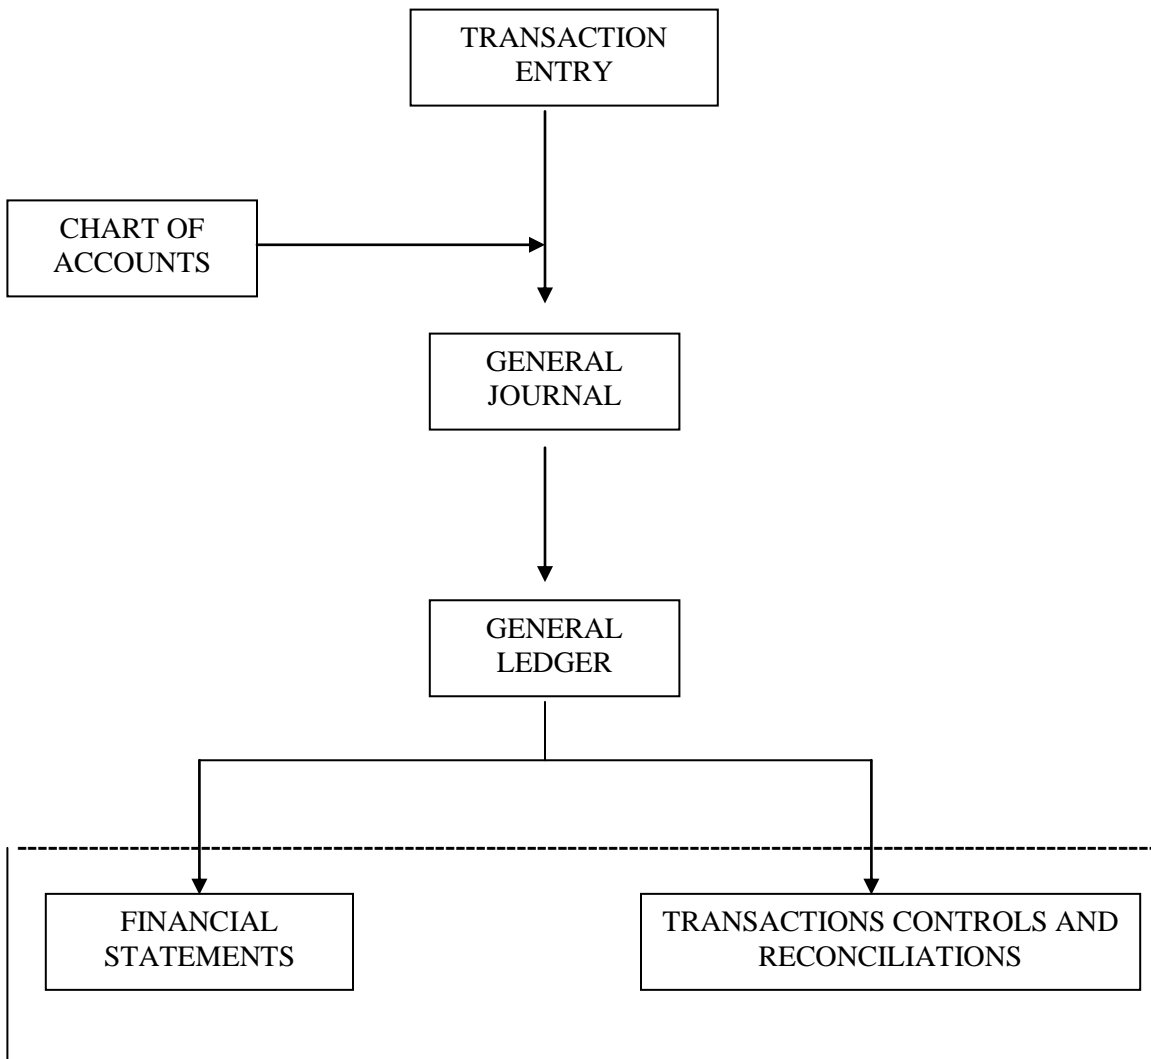 TRANSACTION
ENTRY
CHART OF
ACCOUNTS
GENERAL
JOURNAL
GENERAL
LEDGER
FINANCIAL
STATEMENTS
TRANSACTIONS CONTROLS AND
RECONCILIATIONS